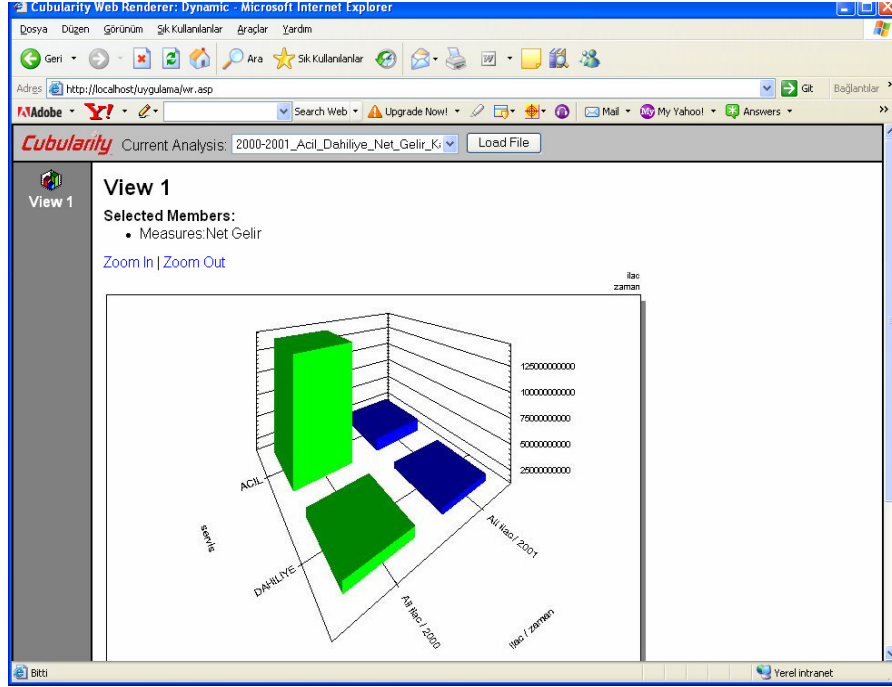 Cubularity Web Renderer: Dynamic - Microsoft Internet Explorer
Dosya Düzen Görünüm Sık Kullanılanlar Araçlar Yardım
Geri Ara Sık Kullanılanlar
Adres http://localhost/uygulama/wr.asp Git Bağlantılar »
Adobe Y! Search Web Upgrade Now! Mail My Yahoo! Answers »
Cubularity Current Analysis: 2000-2001_Acil_Dahiliye_Net_Gelir_Ka Load File
View 1
View 1
Selected Members:
• Measures:Net Gelir
Zoom In | Zoom Out
ilac
zaman
125000000000
100000000000
75000000000
50000000000
25000000000
ACIL
DAHILIYE
servis
All ilac / 2001
All ilac / 2000
ilac / zaman
Bitti
Yerel intranet